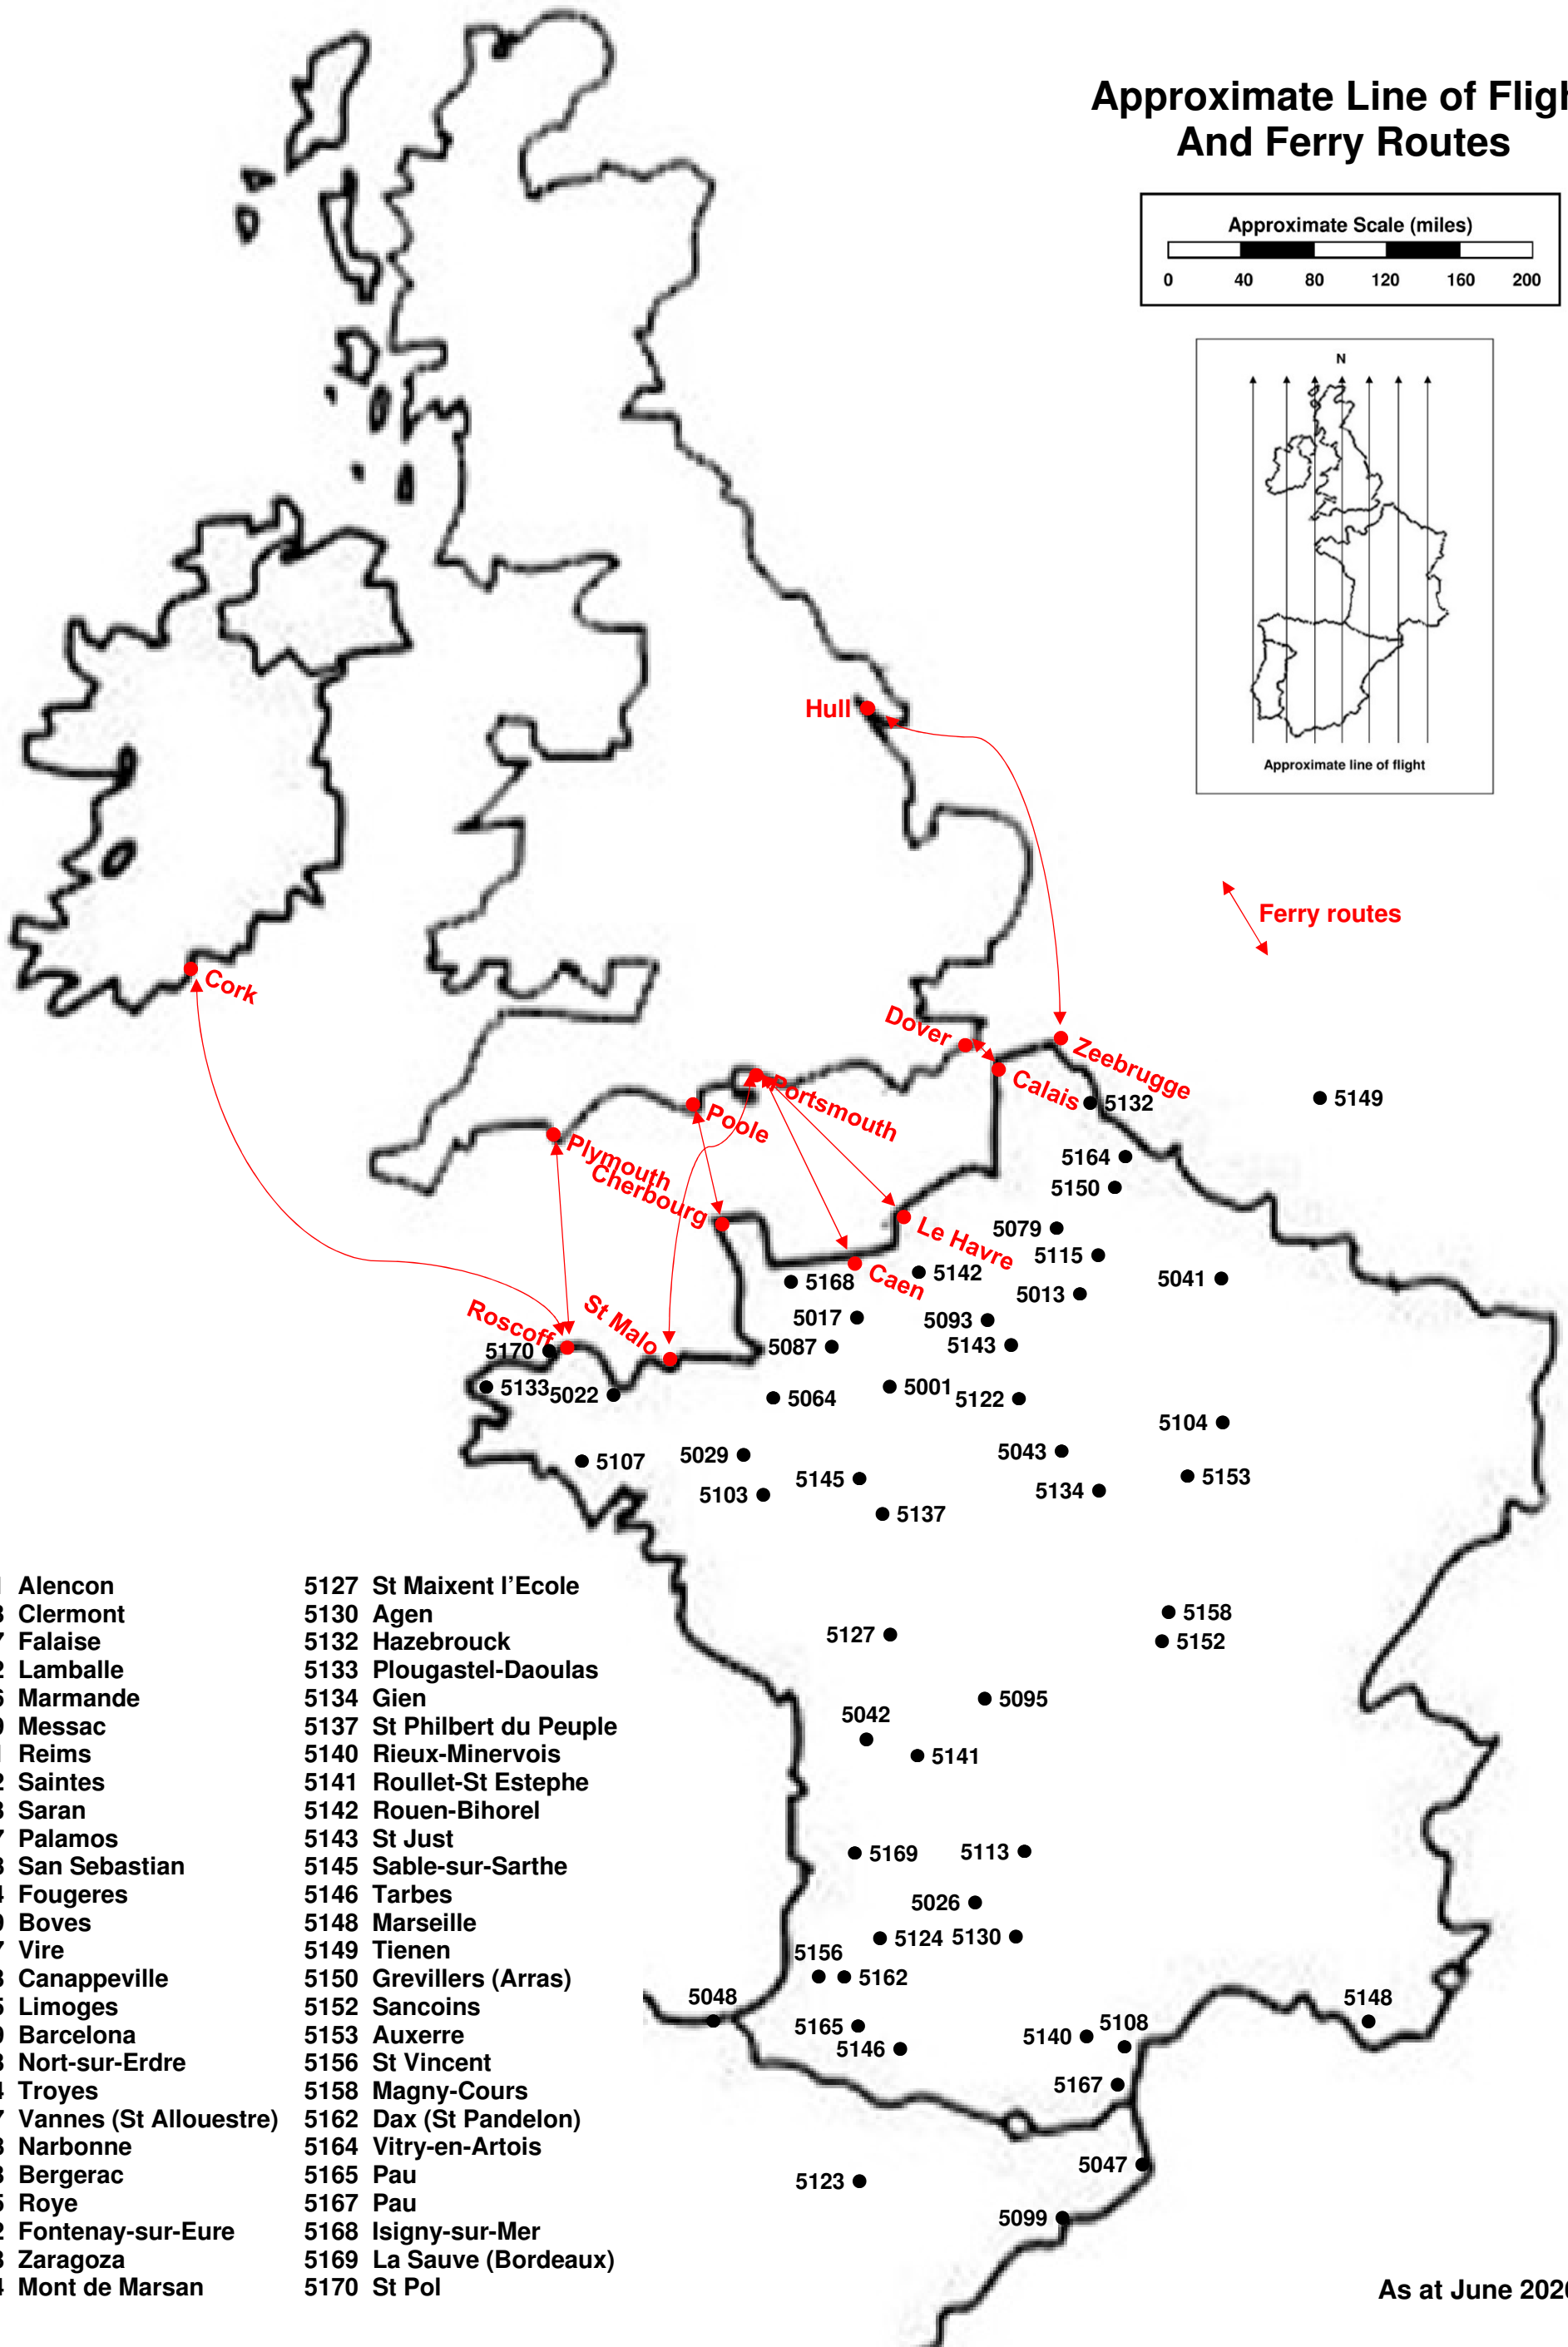 Approximate Line of Fligh
And Ferry Routes
Approximate Scale (miles)
0 40 80 120 160 200
N
Approximate line of flight
Ferry routes
Hull
Cork
Dover
Zeebrugge
Calais
Portsmouth
Poole
Plymouth
Cherbourg
Le Havre
Caen
St Malo
Roscoff
5132
5149
5164
5150
5079
5115
5041
5142
5168
5013
5017
5093
5087
5143
5170
5133
5022
5064
5001
5122
5104
5107
5029
5043
5145
5153
5103
5134
5137
5158
5127
5152
5095
5042
5141
5169
5113
5026
5124
5130
5156
5162
5048
5148
5165
5108
5140
5146
5167
5047
5123
5099
Alencon
Clermont
Falaise
Lamballe
Marmande
Messac
Reims
Saintes
Saran
Palamos
San Sebastian
Fougeres
Boves
Vire
Canappeville
Limoges
Barcelona
Nort-sur-Erdre
Troyes
Vannes (St Allouestre)
Narbonne
Bergerac
Roye
Fontenay-sur-Eure
Zaragoza
Mont de Marsan
5127 St Maixent l’Ecole
5130 Agen
5132 Hazebrouck
5133 Plougastel-Daoulas
5134 Gien
5137 St Philbert du Peuple
5140 Rieux-Minervois
5141 Roullet-St Estephe
5142 Rouen-Bihorel
5143 St Just
5145 Sable-sur-Sarthe
5146 Tarbes
5148 Marseille
5149 Tienen
5150 Grevillers (Arras)
5152 Sancoins
5153 Auxerre
5156 St Vincent
5158 Magny-Cours
5162 Dax (St Pandelon)
5164 Vitry-en-Artois
5165 Pau
5167 Pau
5168 Isigny-sur-Mer
5169 La Sauve (Bordeaux)
5170 St Pol
As at June 2020